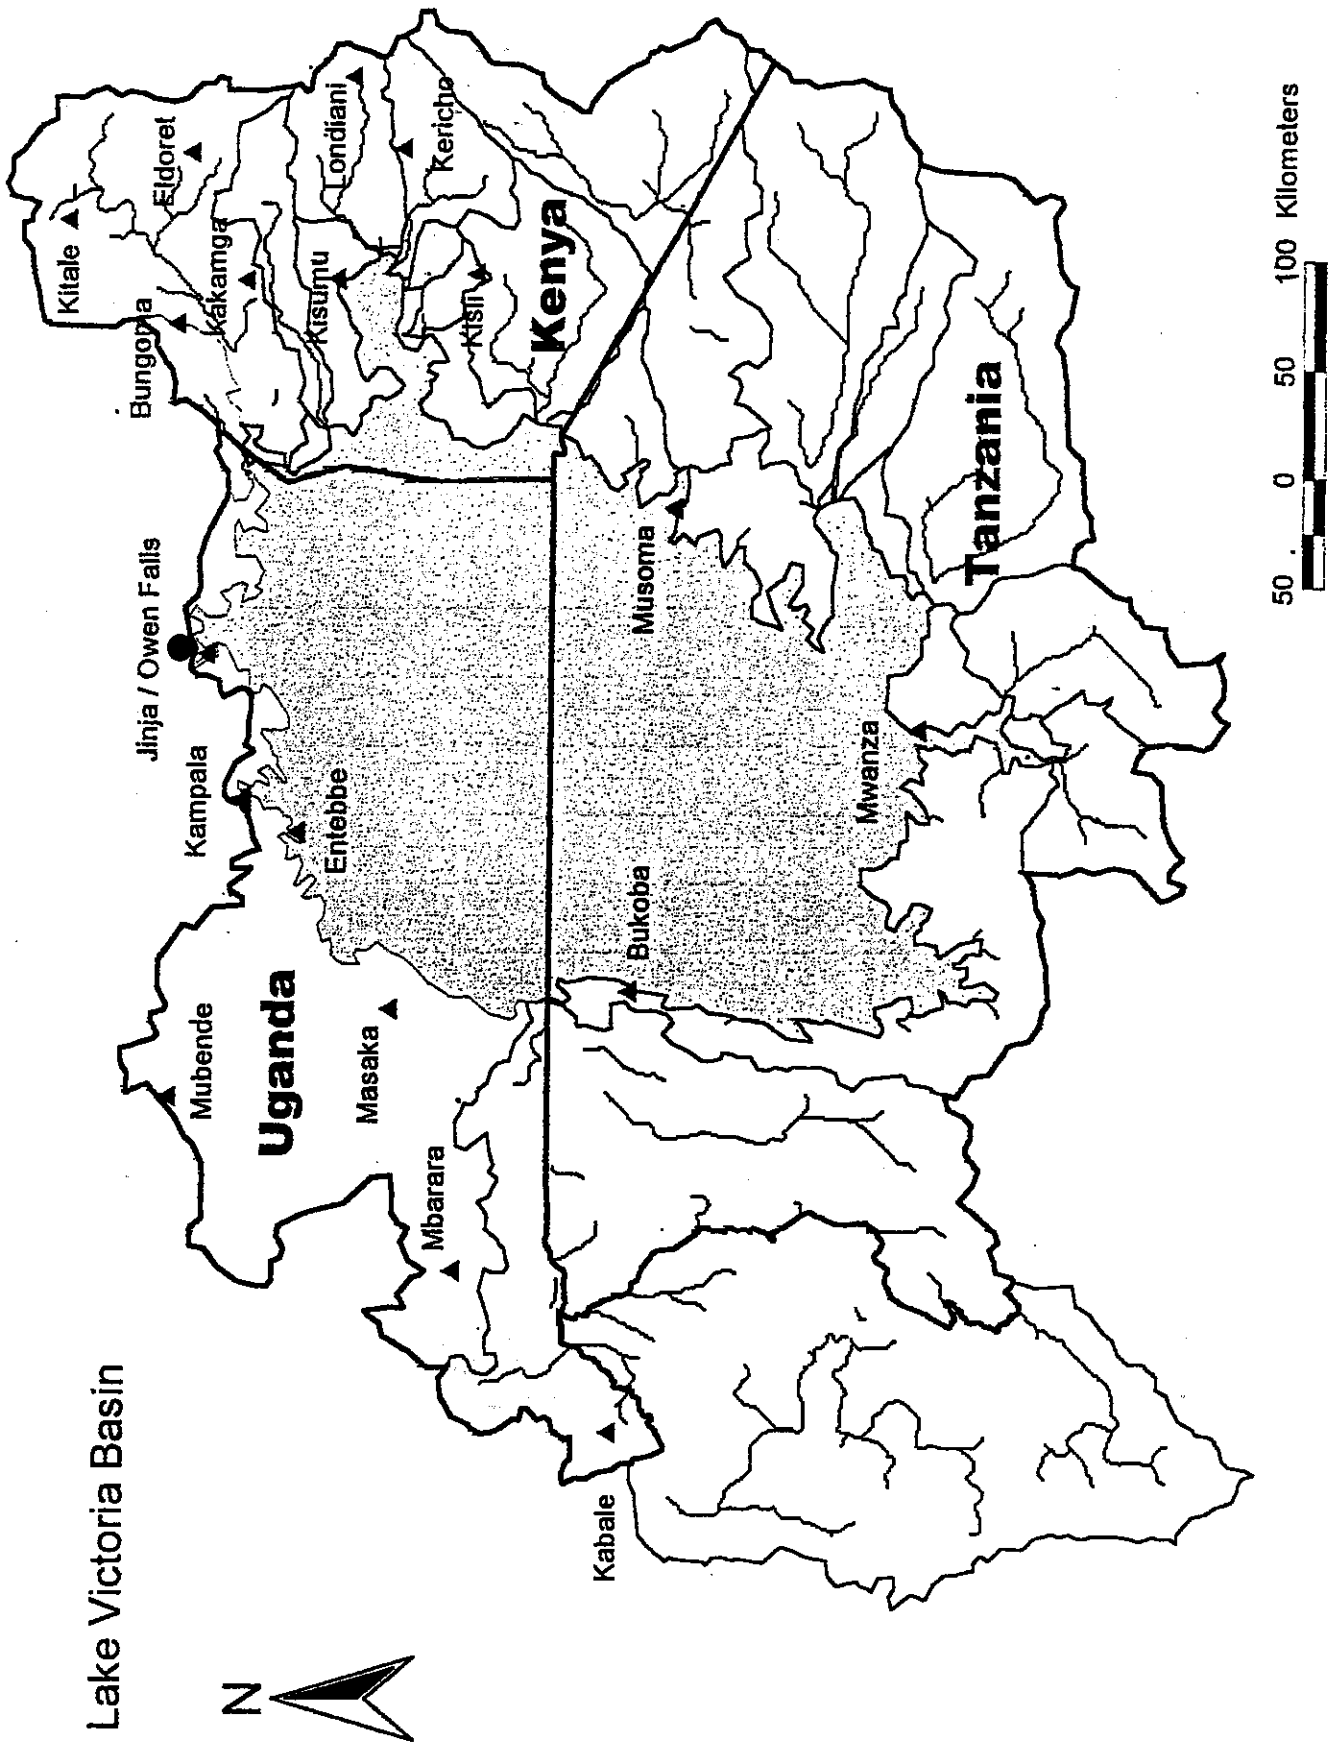 Lake Victoria Basin
N
Kitale
Bungoma
Jinja / Owen Falls
Eldoret
Kampala
Mubende
Kakamga
Uganda
Kisumu
Entebbe
Londiani
Masaka
Mbarara
Kericho
Kisii
Kenya
Kabale
Bukoba
Musoma
Mwanza
Tanzania
50 0 50 100 Kilometers